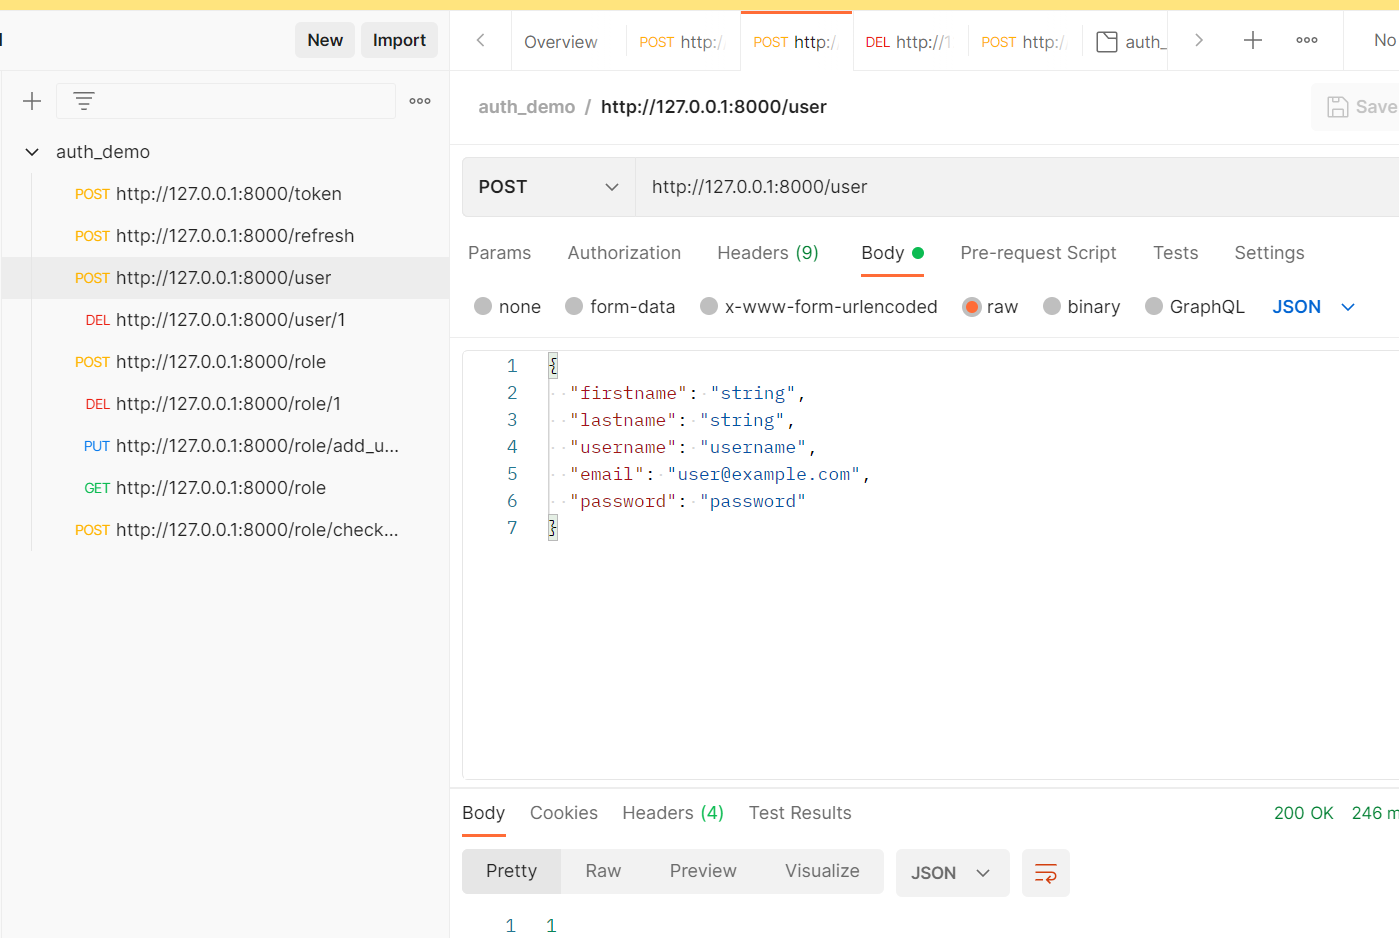 New Import
auth_demo
POST http://127.0.0.1:8000/token
POST http://127.0.0.1:8000/refresh
POST http://127.0.0.1:8000/user
DEL http://127.0.0.1:8000/user/1
POST http://127.0.0.1:8000/role
DEL http://127.0.0.1:8000/role/1
PUT http://127.0.0.1:8000/role/add_u...
GET http://127.0.0.1:8000/role
POST http://127.0.0.1:8000/role/check...
Overview POST http:/ POST http:/ DEL http://1 POST http:/ auth_ No
auth_demo / http://127.0.0.1:8000/user Save
POST http://127.0.0.1:8000/user
Params Authorization Headers (9) Body Pre-request Script Tests Settings
none form-data x-www-form-urlencoded raw binary GraphQL JSON
1 {
2 "firstname": "string",
3 "lastname": "string",
4 "username": "username",
5 "email": "user@example.com",
6 "password": "password"
7 }
Body Cookies Headers (4) Test Results 200 OK 246 m
Pretty Raw Preview Visualize JSON
1 1